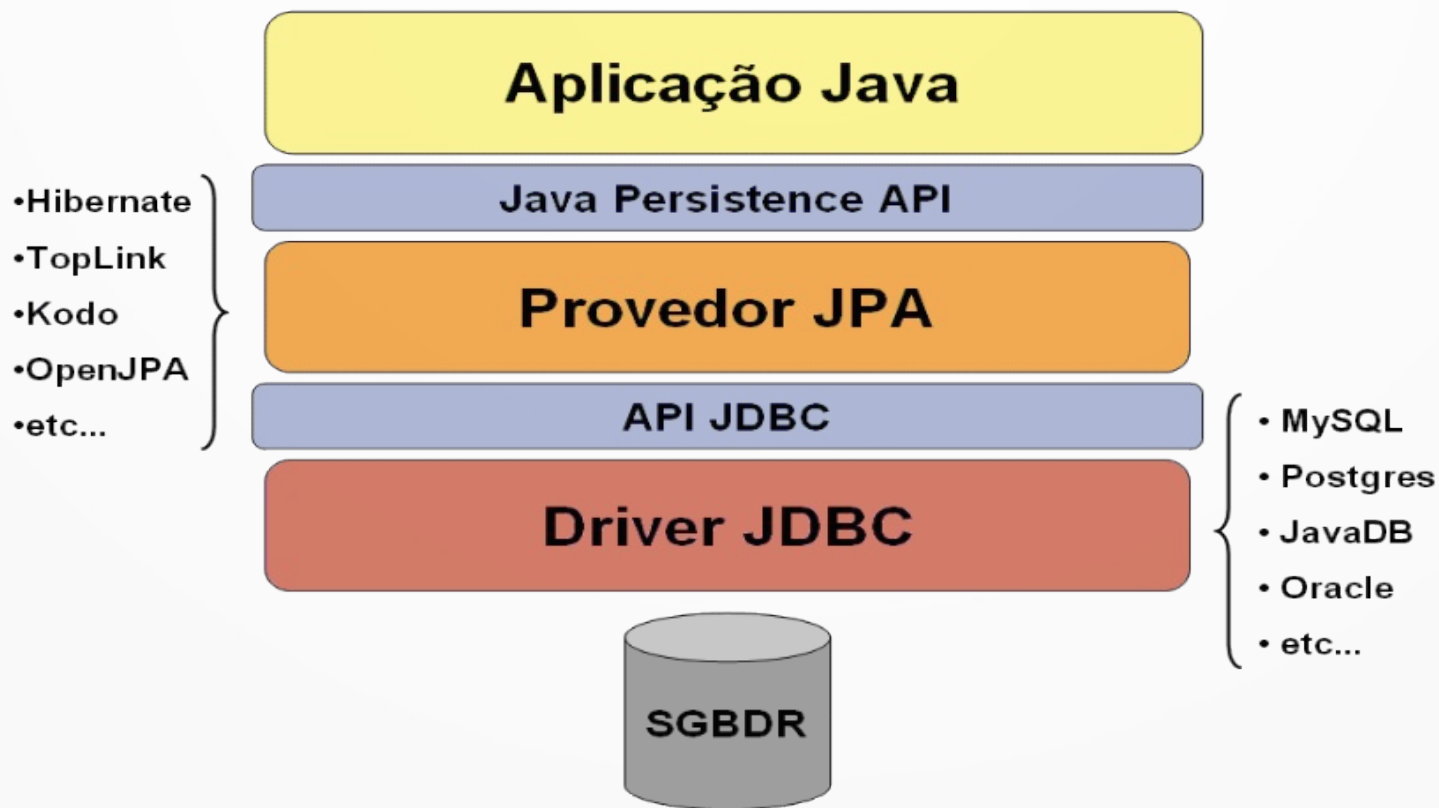 Aplicação Java
Java Persistence API
•Hibernate
•TopLink
•Kodo
•OpenJPA
•etc...
Provedor JPA
API JDBC
Driver JDBC
• MySQL
• Postgres
• JavaDB
• Oracle
• etc...
SGBDR